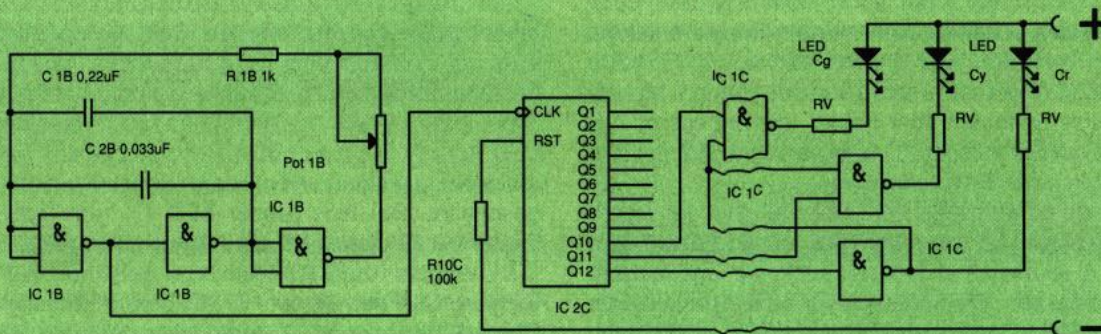 C 1B 0,22uF
R 1B 1k
C 2B 0,033uF
Pot 1B
IC 1B
&
&
&
IC 1B
IC 1B
CLK
RST
Q1
Q2
Q3
Q4
Q5
Q6
Q7
Q8
Q9
Q10
Q11
Q12
R10C
100k
IC 2C
IC 1C
&
RV
LED
Cg
LED
Cy
Cr
RV
RV
IC 1C
&
IC 1C
&
+
−